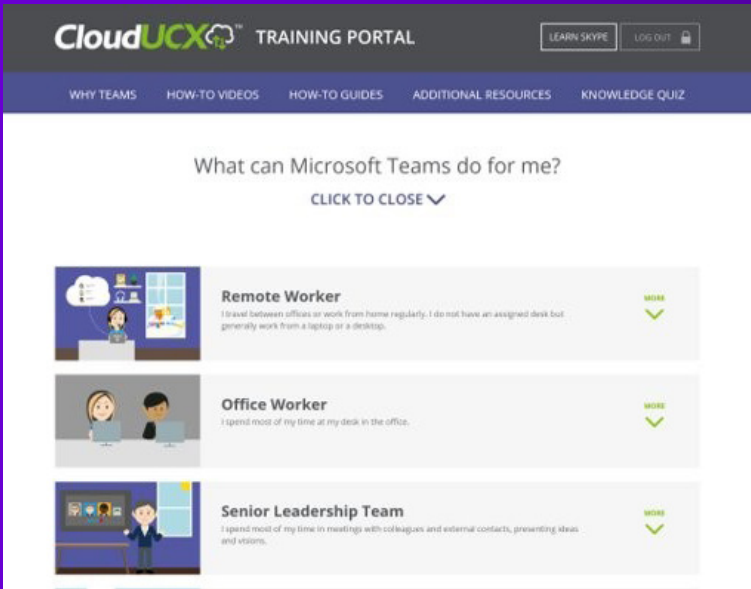 CloudUCX™ TRAINING PORTAL
LEARN SKYPE
LOG OUT
WHY TEAMS HOW-TO VIDEOS HOW-TO GUIDES ADDITIONAL RESOURCES KNOWLEDGE QUIZ
What can Microsoft Teams do for me?
CLICK TO CLOSE
Remote Worker
MORE
I travel between offices or work from home regularly. I do not have an assigned desk but
generally work from a laptop or a desktop.
Office Worker
MORE
I spend most of my time at my desk in the office.
Senior Leadership Team
MORE
I spend most of my time in meetings with colleagues and external contacts, presenting ideas
and visions.